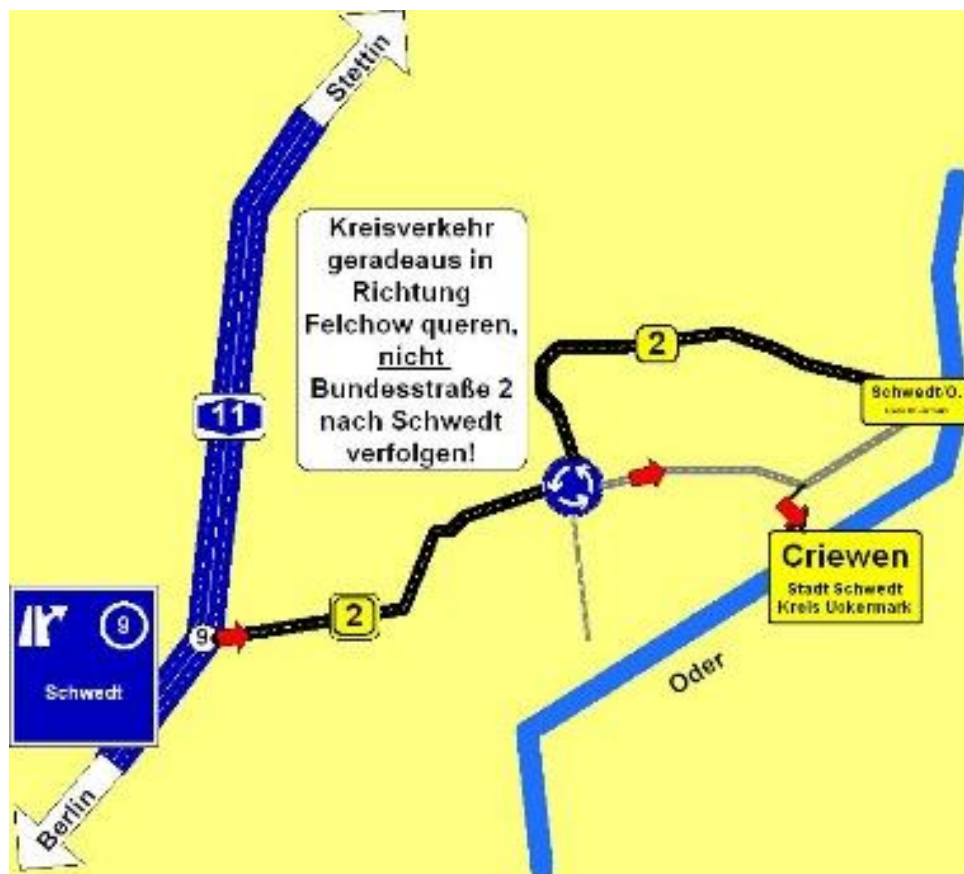 Stettin
Kreisverkehr
geradeaus in
Richtung
Felchow queren,
nicht
Bundesstraße 2
nach Schwedt
verfolgen!
2
Schwedt/O.
11
Criewen
Stadt Schwedt
Kreis Uckermark
9
Schwedt
9
2
Oder
Berlin